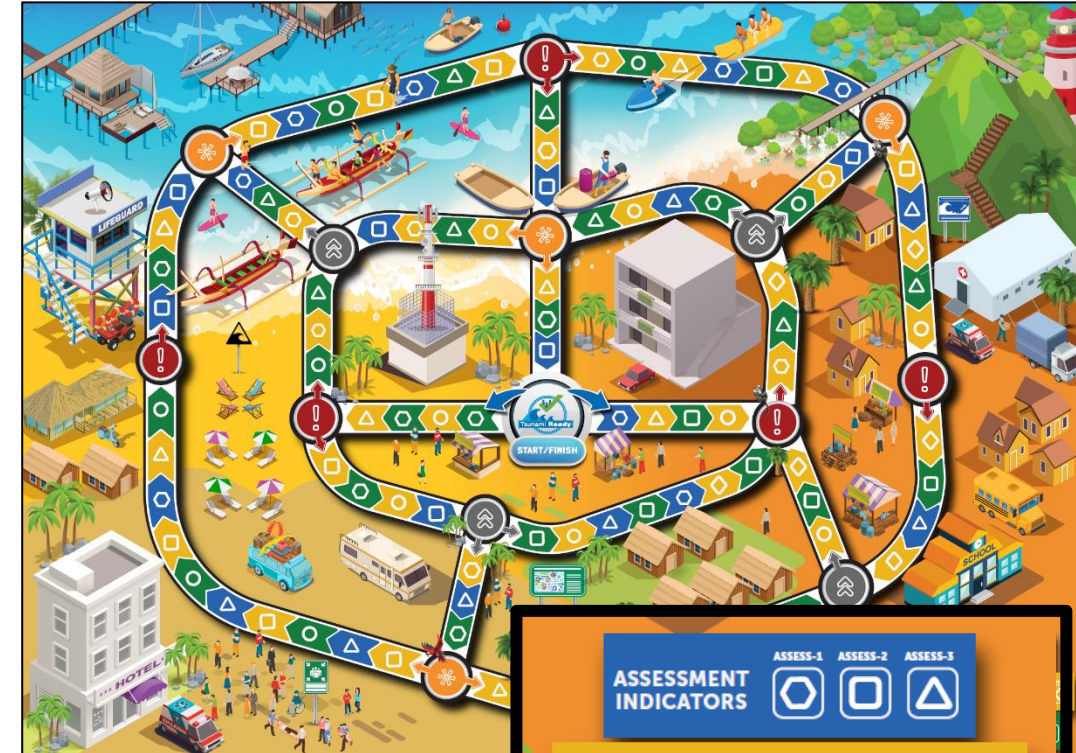 LIFEGUARD
Tsunami Ready
START/FINISH
SCHOOL
HOTEL
ASSESSMENT
INDICATORS
ASSESS-1 ASSESS-2 ASSESS-3